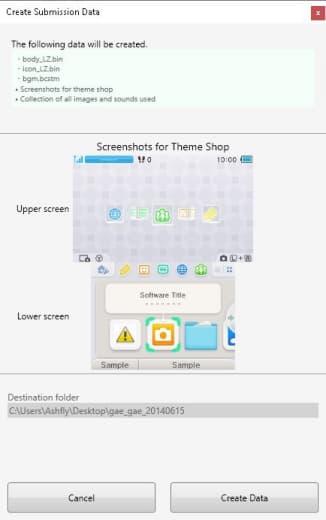 Create Submission Data
x
The following data will be created.
- body_LZ.bin
- icon_LZ.bin
- bgm.bcstm
• Screenshots for theme shop
• Collection of all images and sounds used
Screenshots for Theme Shop
0 10:00
Upper screen
L + R
Lower screen
Software Title
Sample Sample
Destination folder
C:\Users\Ashfly\Desktop\gae_gae_20140615
Cancel Create Data